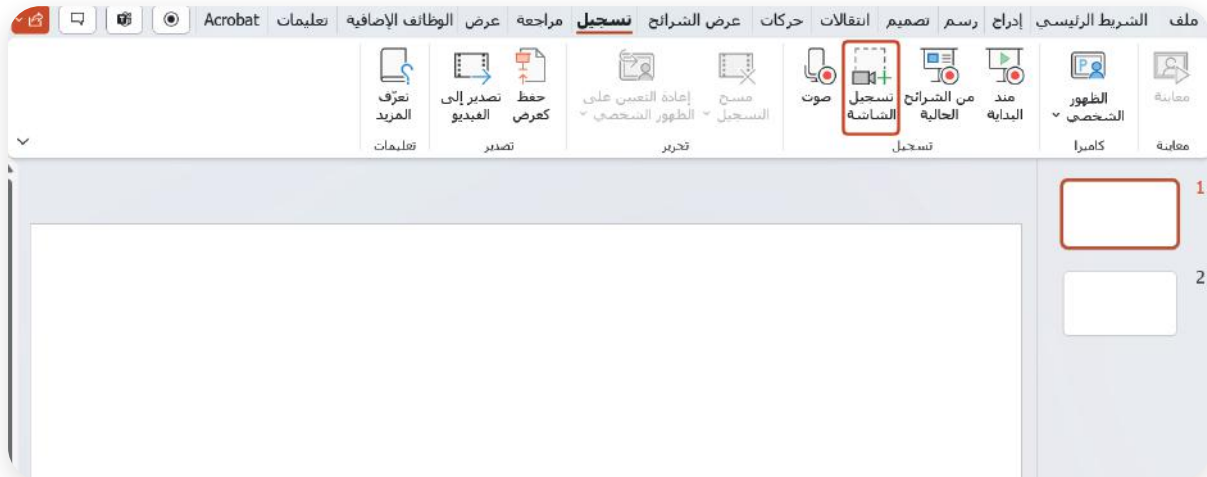 ملف الشريط الرئيسي إدراج رسم تصميم انتقالات حركات عرض الشرائح تسجيل مراجعة عرض الوظائف الإضافية تعليمات Acrobat
معاينة
الظهور
الشخصي
منذ
البداية
من الشرائح
الحالية
تسجيل
الشاشة
صوت
مسح
التسجيل
إعادة التعيين على
الظهور الشخصي
حفظ
كعرض
تصدير إلى
الفيديو
تعرّف
المزيد
معاينة كاميرا تسجيل تحرير تصدير تعليمات
1
2